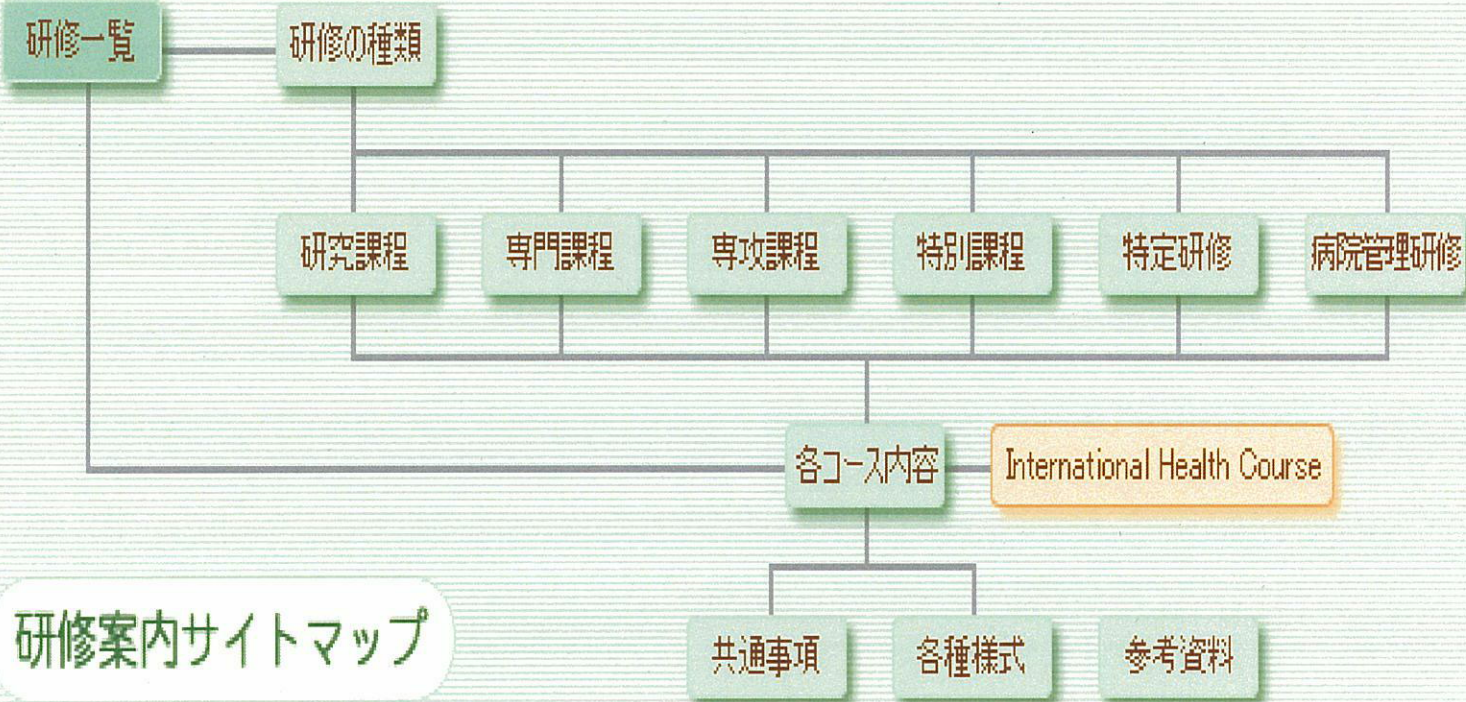 研修一覧
研修の種類
研究課程
専門課程
専攻課程
特別課程
特定研修
病院管理研修
各コース内容
International Health Course
研修案内サイトマップ
共通事項
各種様式
参考資料